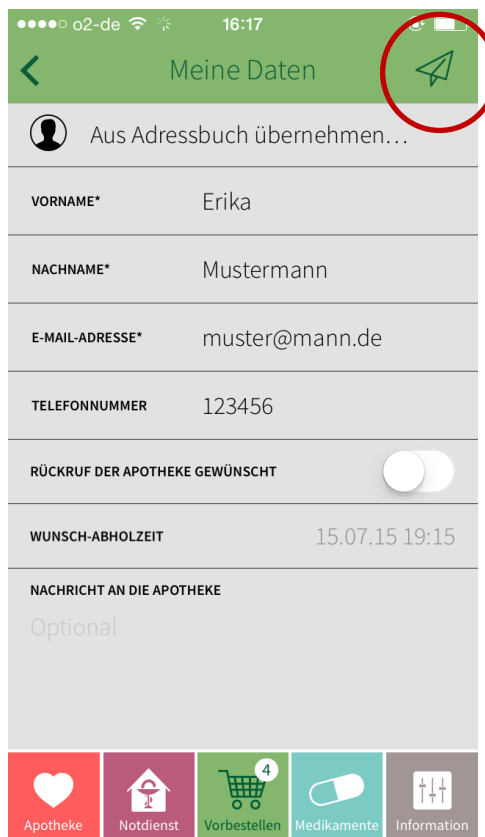 o2-de 16:17
Meine Daten
Aus Adressbuch übernehmen...
VORNAME* Erika
NACHNAME* Mustermann
E-MAIL-ADRESSE* muster@mann.de
TELEFONNUMMER 123456
RÜCKRUF DER APOTHEKE GEWÜNSCHT
WUNSCH-ABHOLZEIT 15.07.15 19:15
NACHRICHT AN DIE APOTHEKE
Optional
4
Apotheke Notdienst Vorbestellen Medikamente Information